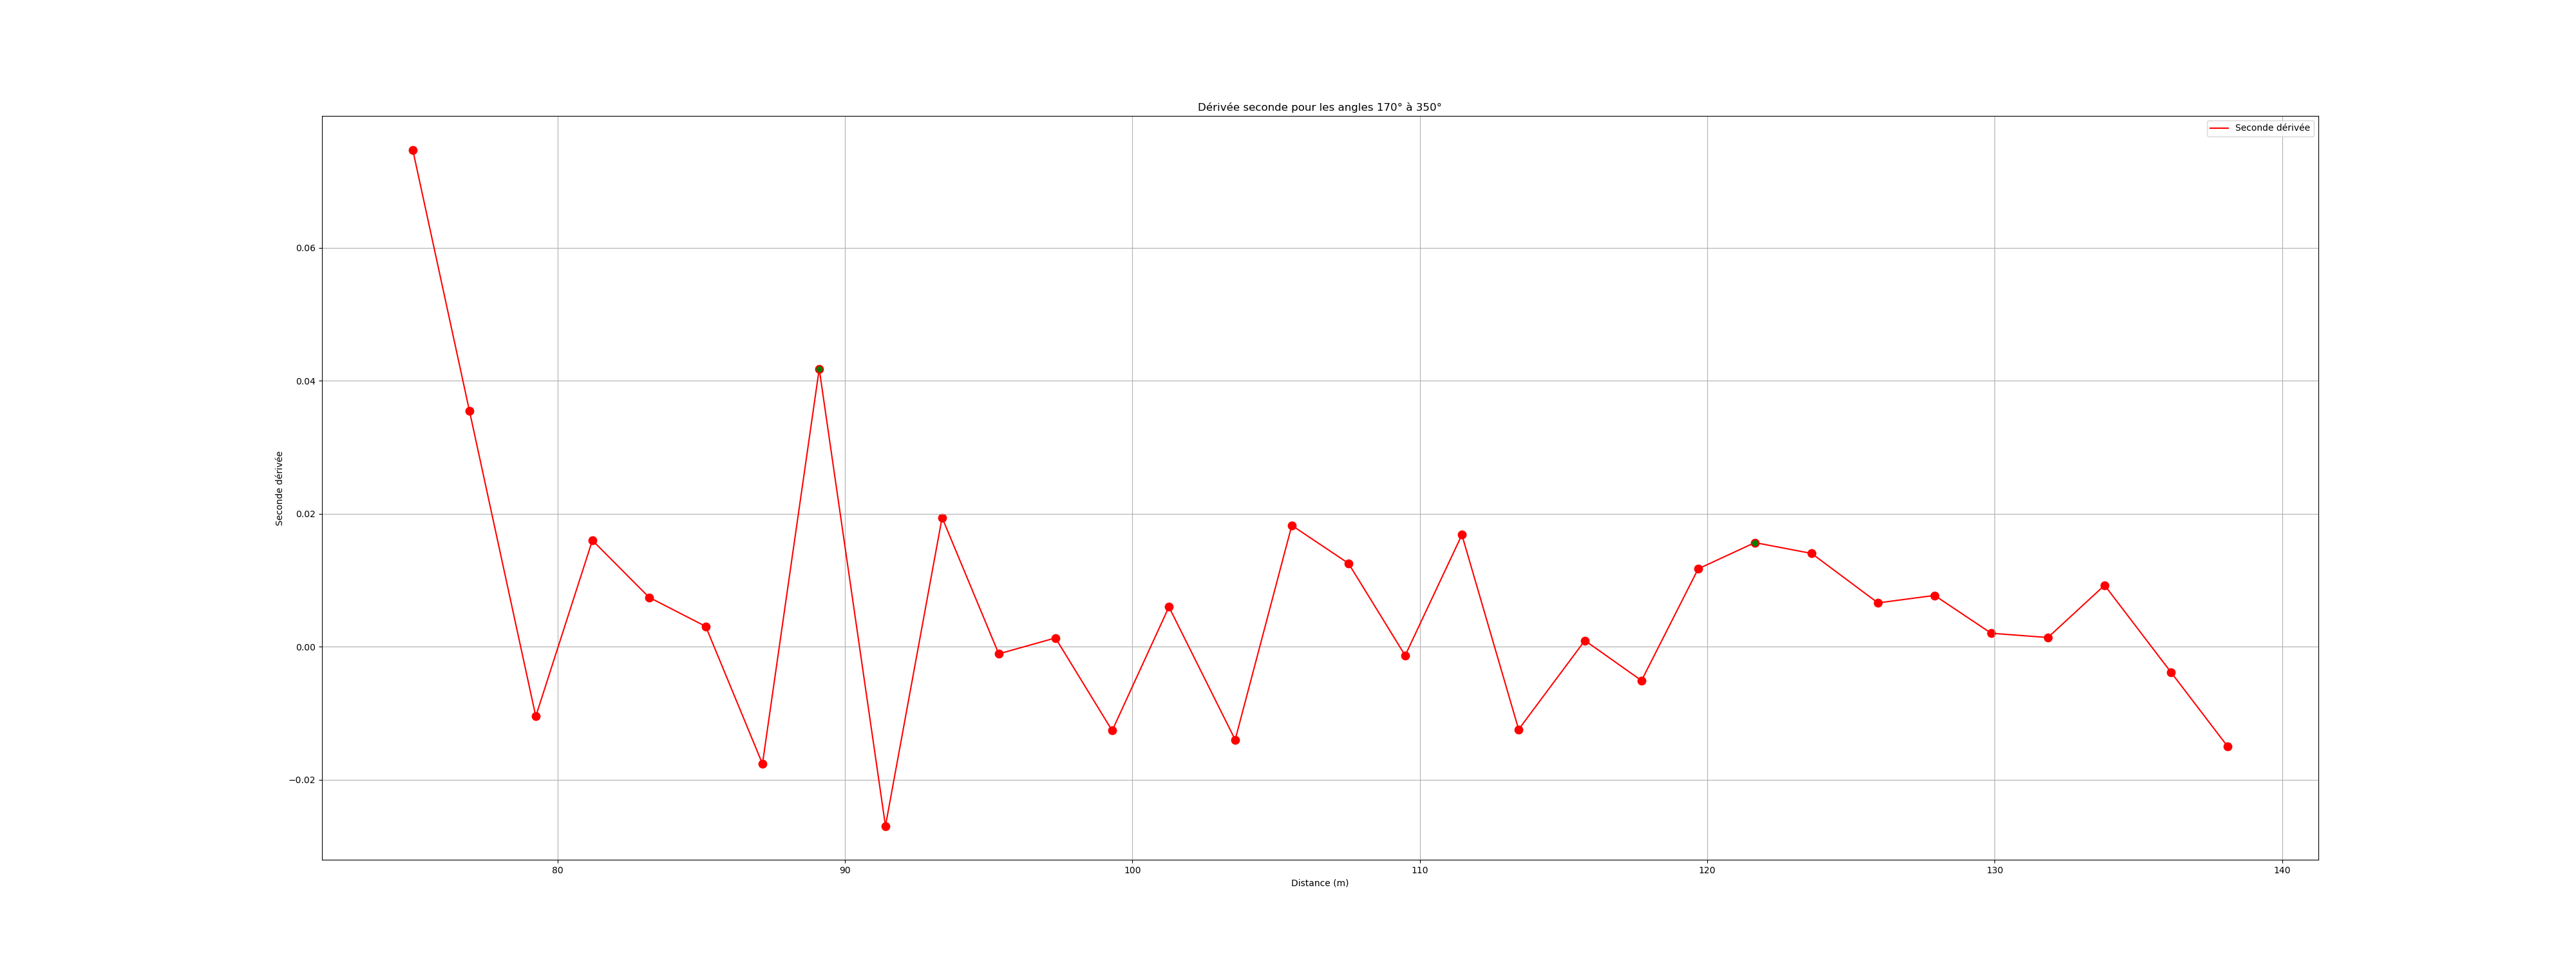 Dérivée seconde pour les angles 170° à 350°
Seconde dérivée
0.06
0.04
0.02
0.00
−0.02
Seconde dérivée
80 90 100 110 120 130 140
Distance (m)